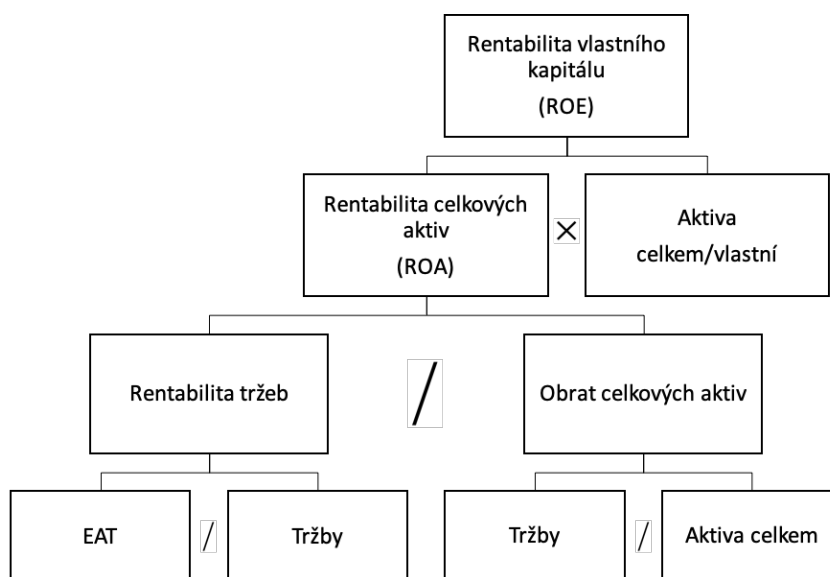 Rentabilita vlastního
kapitálu
(ROE)
Rentabilita celkových
aktiv
(ROA)
×
Aktiva
celkem/vlastní
Rentabilita tržeb
/
Obrat celkových aktiv
EAT
/
Tržby
Tržby
/
Aktiva celkem